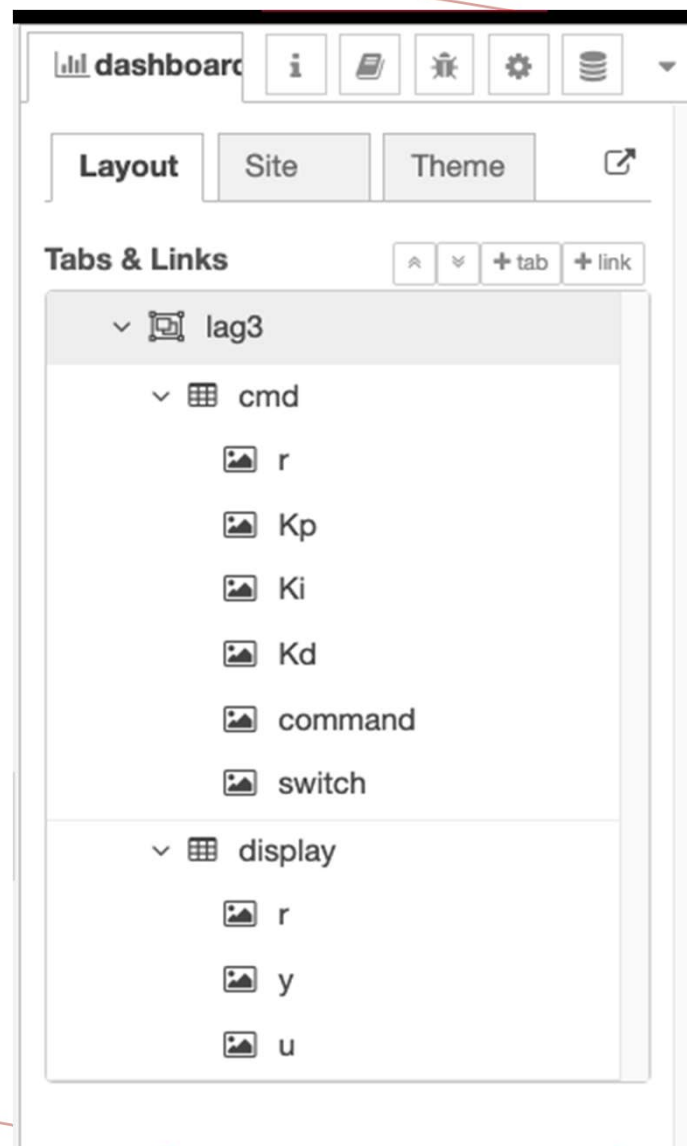 dashboard
i
Layout Site Theme
Tabs & Links + tab + link
lag3
cmd
r
Kp
Ki
Kd
command
switch
display
r
y
u